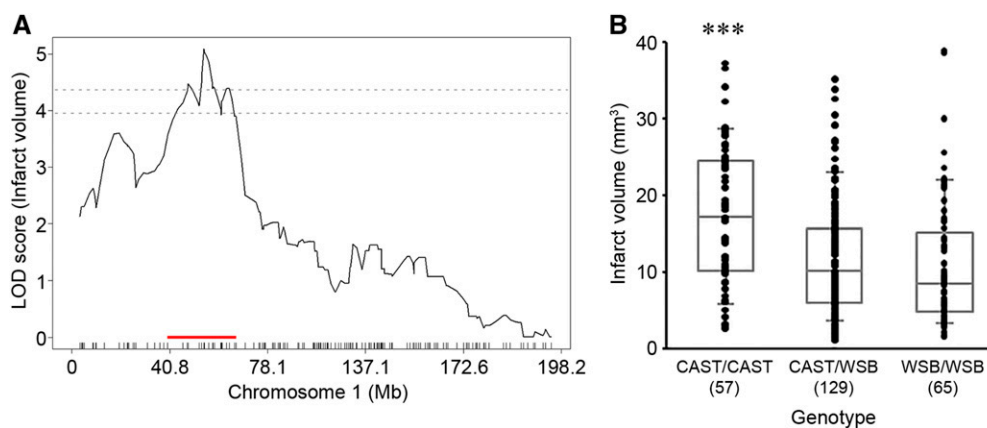 A
LOD score (Infarct volume)
5
4
3
2
1
0
0 40.8 78.1 137.1 172.6 198.2
Chromosome 1 (Mb)
B
***
Infarct volume (mm³)
40
30
20
10
0
CAST/CAST CAST/WSB WSB/WSB
(57) (129) (65)
Genotype